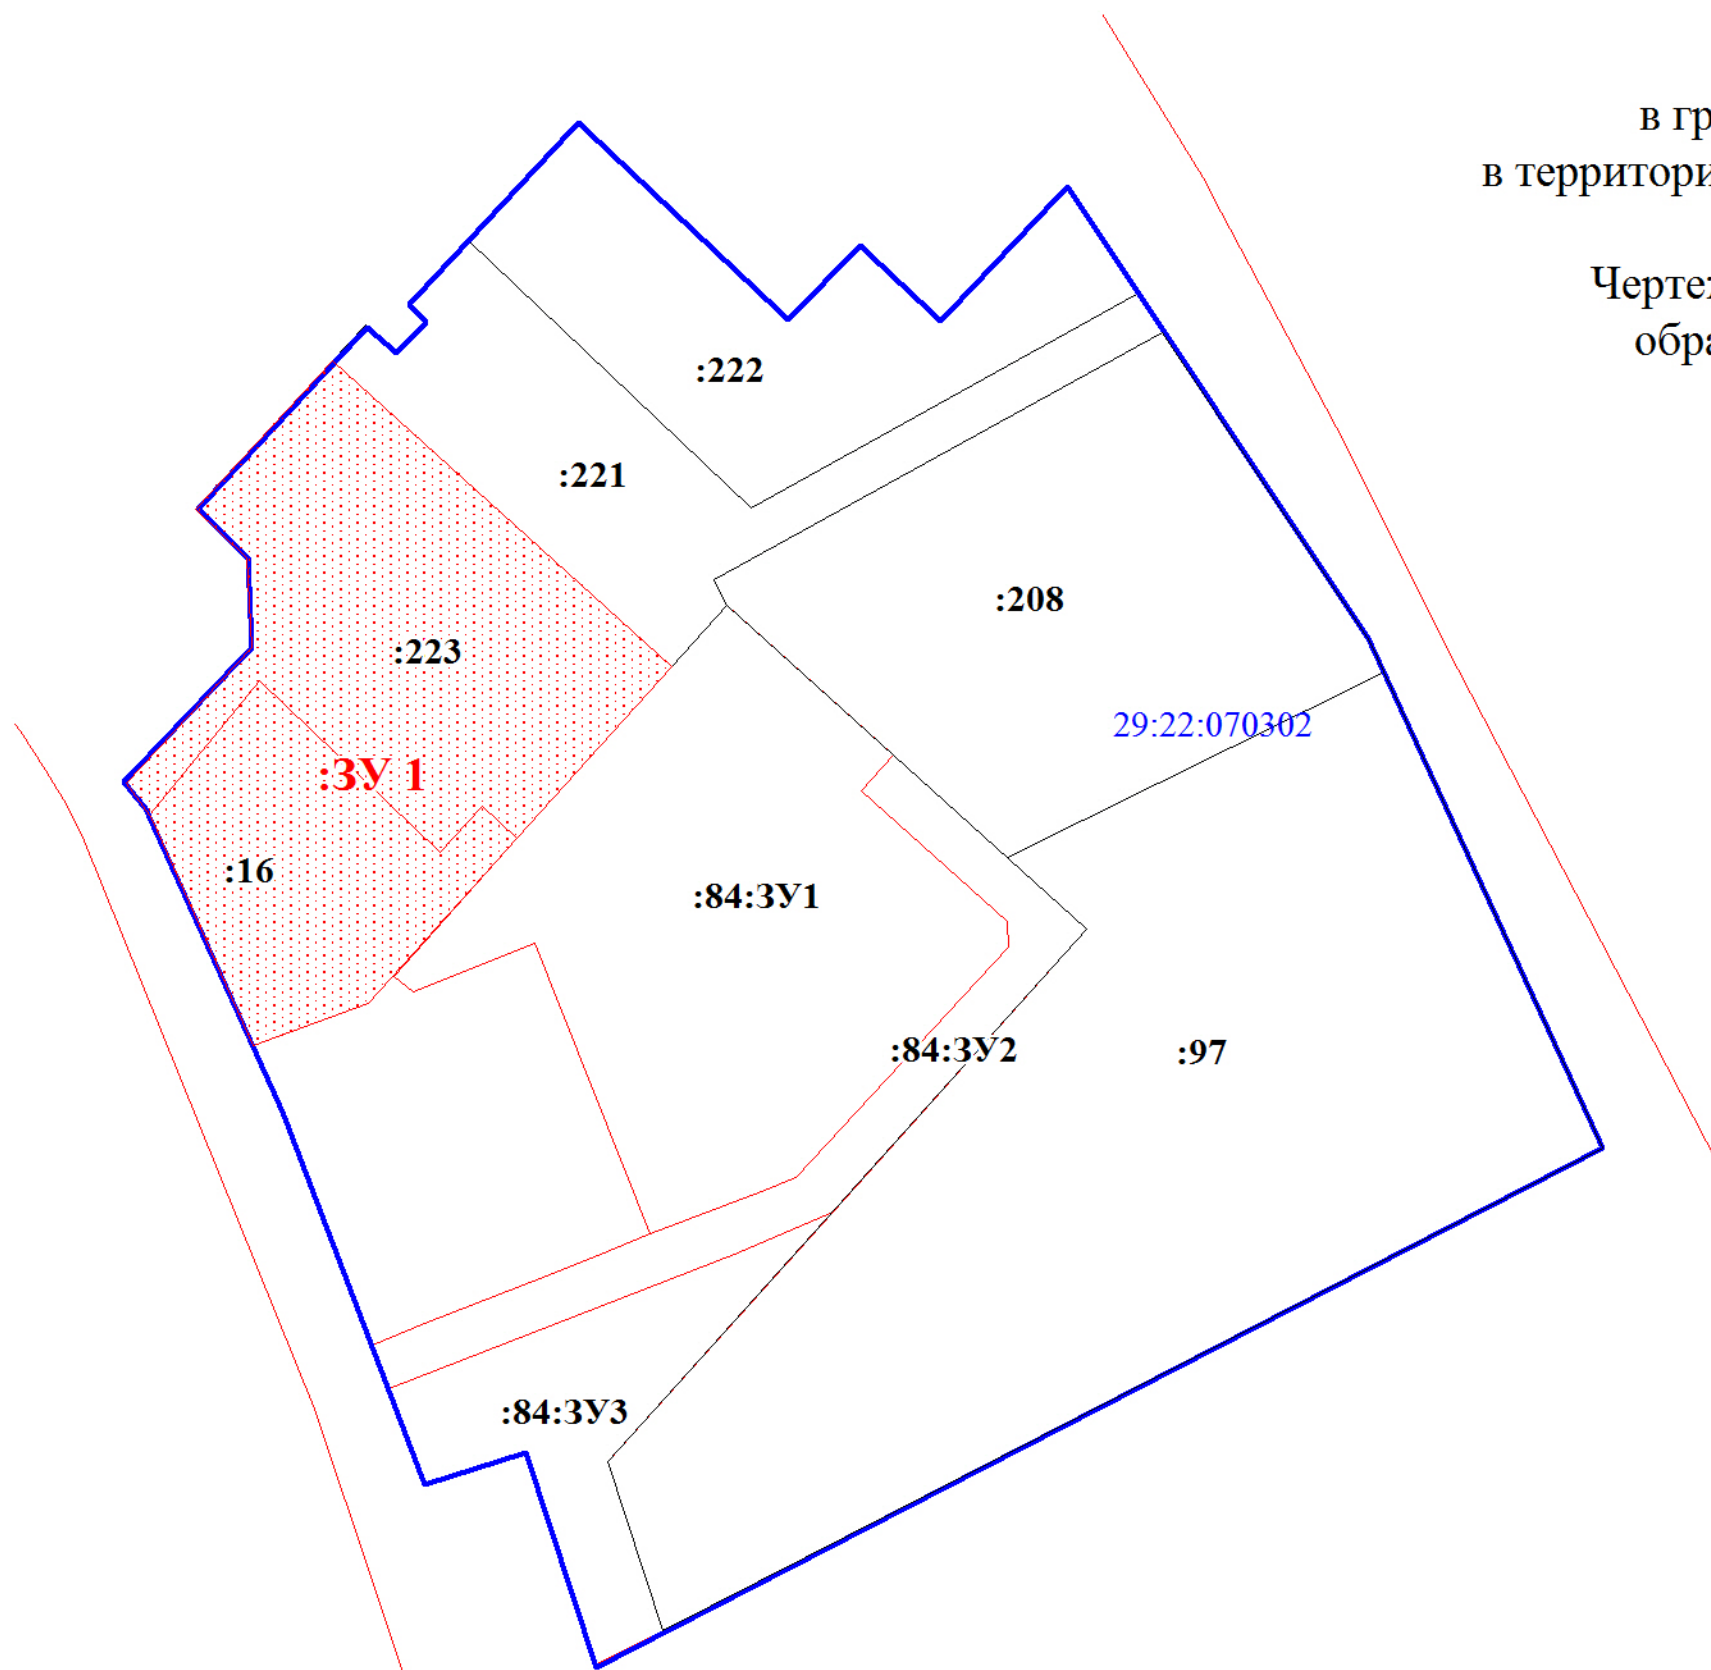 в гр
в территори
Чертеж
обра
:222
:221
:208
:223
29:22:070302
:ЗУ 1
:16
:84:ЗУ1
:84:ЗУ2
:97
:84:ЗУ3